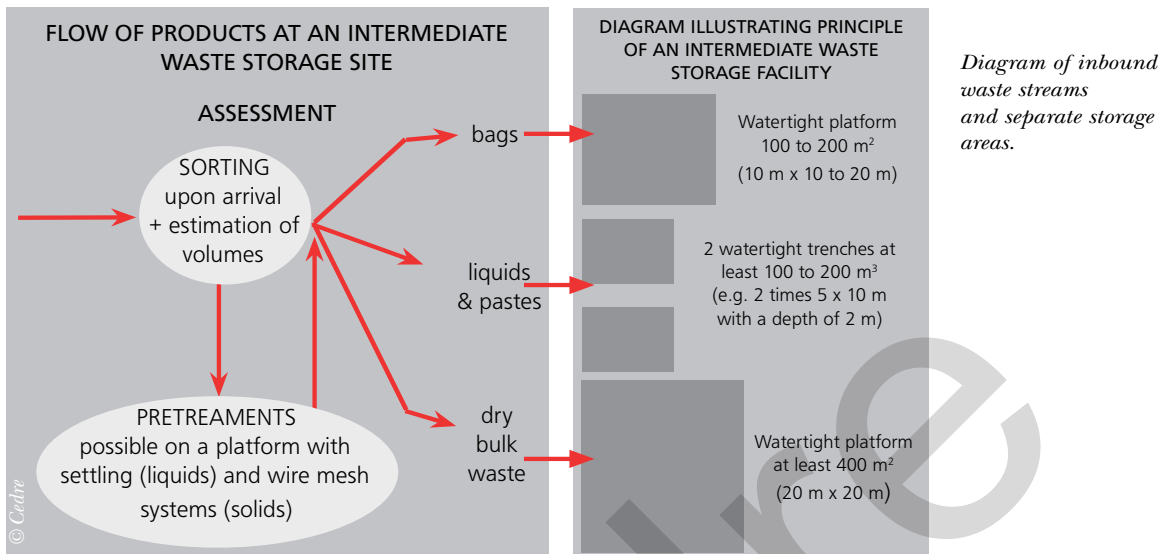 FLOW OF PRODUCTS AT AN INTERMEDIATE
WASTE STORAGE SITE
ASSESSMENT
SORTING
upon arrival
+ estimation of
volumes
PRETREAMENTS
possible on a platform with
settling (liquids) and wire mesh
systems (solids)
bags
liquids
& pastes
dry
bulk
waste
© Cedre
DIAGRAM ILLUSTRATING PRINCIPLE
OF AN INTERMEDIATE WASTE
STORAGE FACILITY
Watertight platform
100 to 200 m²
(10 m x 10 to 20 m)
2 watertight trenches at
least 100 to 200 m³
(e.g. 2 times 5 x 10 m
with a depth of 2 m)
Watertight platform
at least 400 m²
(20 m x 20 m)
Diagram of inbound
waste streams
and separate storage
areas.